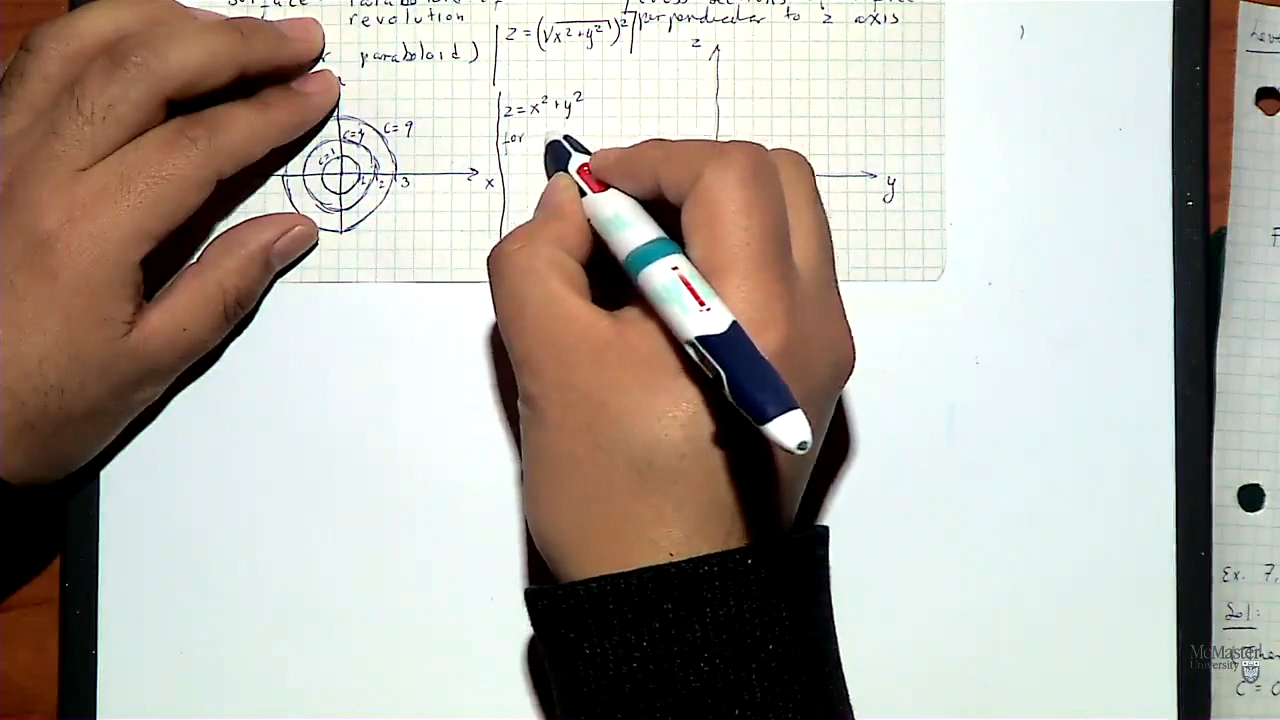 revolution
paraboloid)
z = (√x²+y²)²
z = x² + y²
for
perpendicular to z axis
z
y
x
c=1
c=4
c=9
1 2 3
Ex. 7.
Sol:
c = 0
McMaster
University